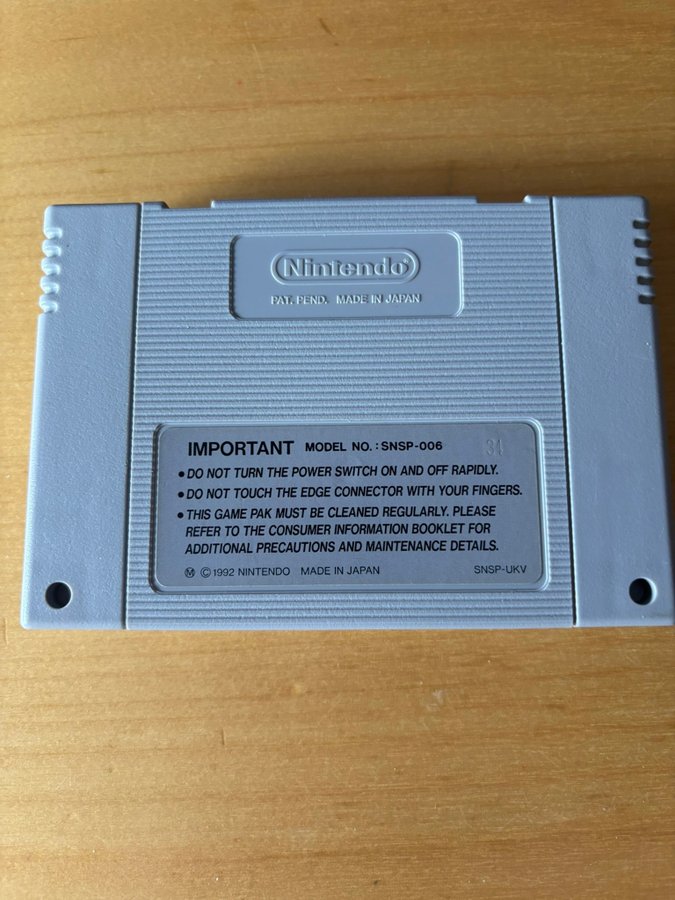 Nintendo®
PAT. PEND. MADE IN JAPAN
IMPORTANT MODEL NO.: SNSP-006 34
• DO NOT TURN THE POWER SWITCH ON AND OFF RAPIDLY.
• DO NOT TOUCH THE EDGE CONNECTOR WITH YOUR FINGERS.
• THIS GAME PAK MUST BE CLEANED REGULARLY. PLEASE
REFER TO THE CONSUMER INFORMATION BOOKLET FOR
ADDITIONAL PRECAUTIONS AND MAINTENANCE DETAILS.
Ⓜ © 1992 NINTENDO MADE IN JAPAN SNSP-UKV